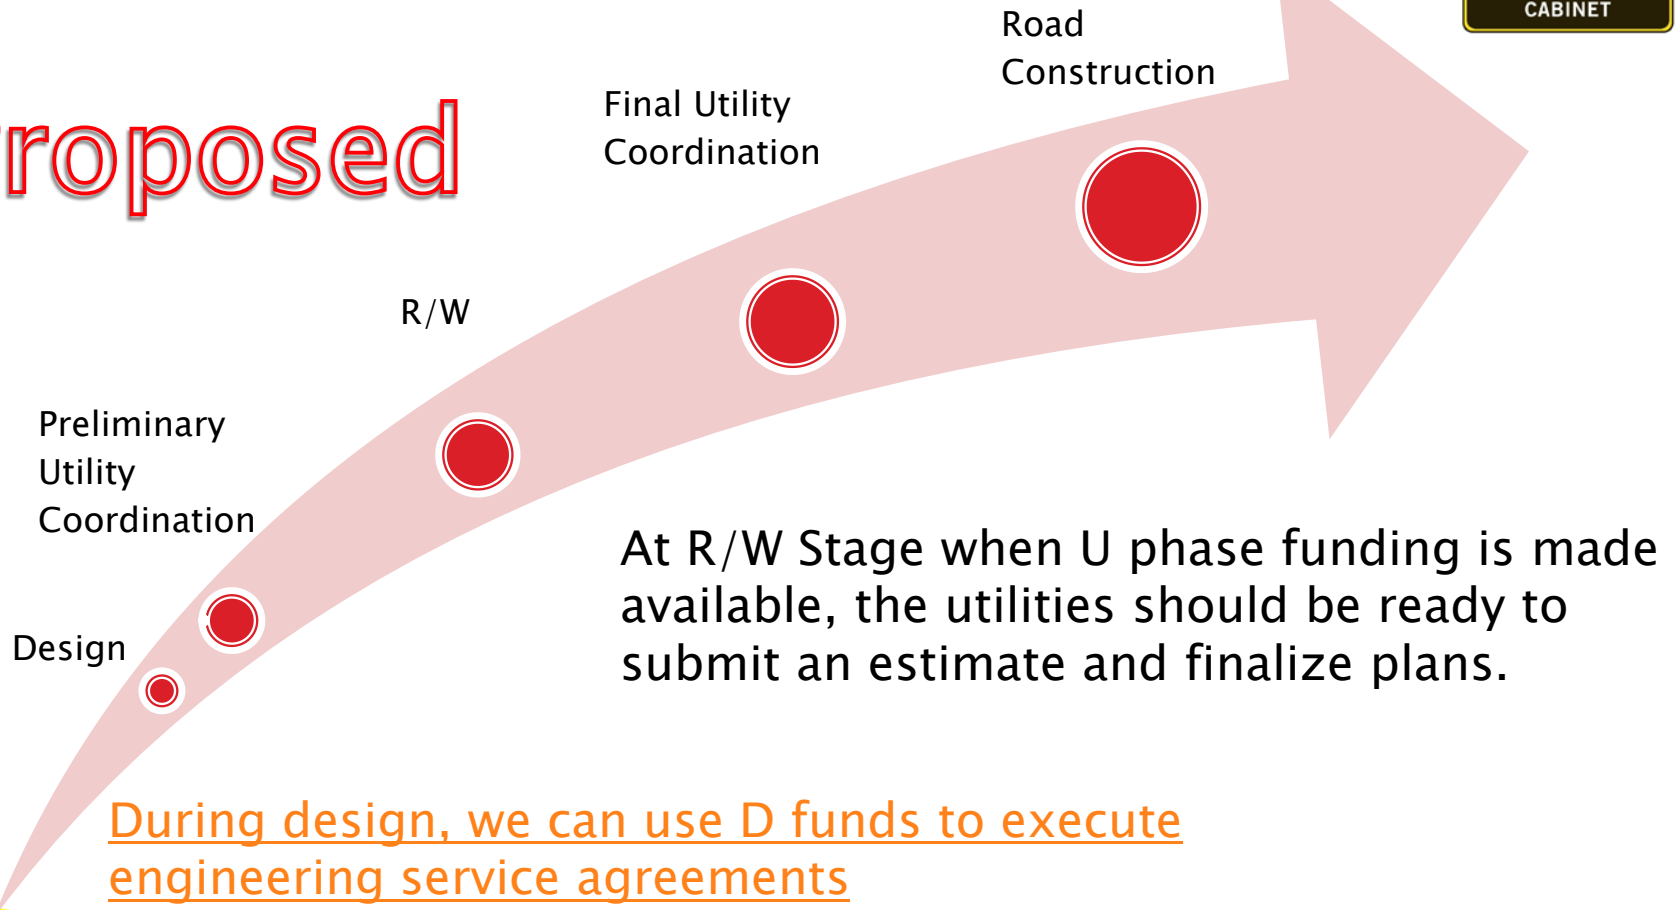 CABINET
Road
Construction
Final Utility
Coordination
roposed
R/W
Preliminary
Utility
Coordination
Design
At R/W Stage when U phase funding is made
available, the utilities should be ready to
submit an estimate and finalize plans.
During design, we can use D funds to execute
engineering service agreements